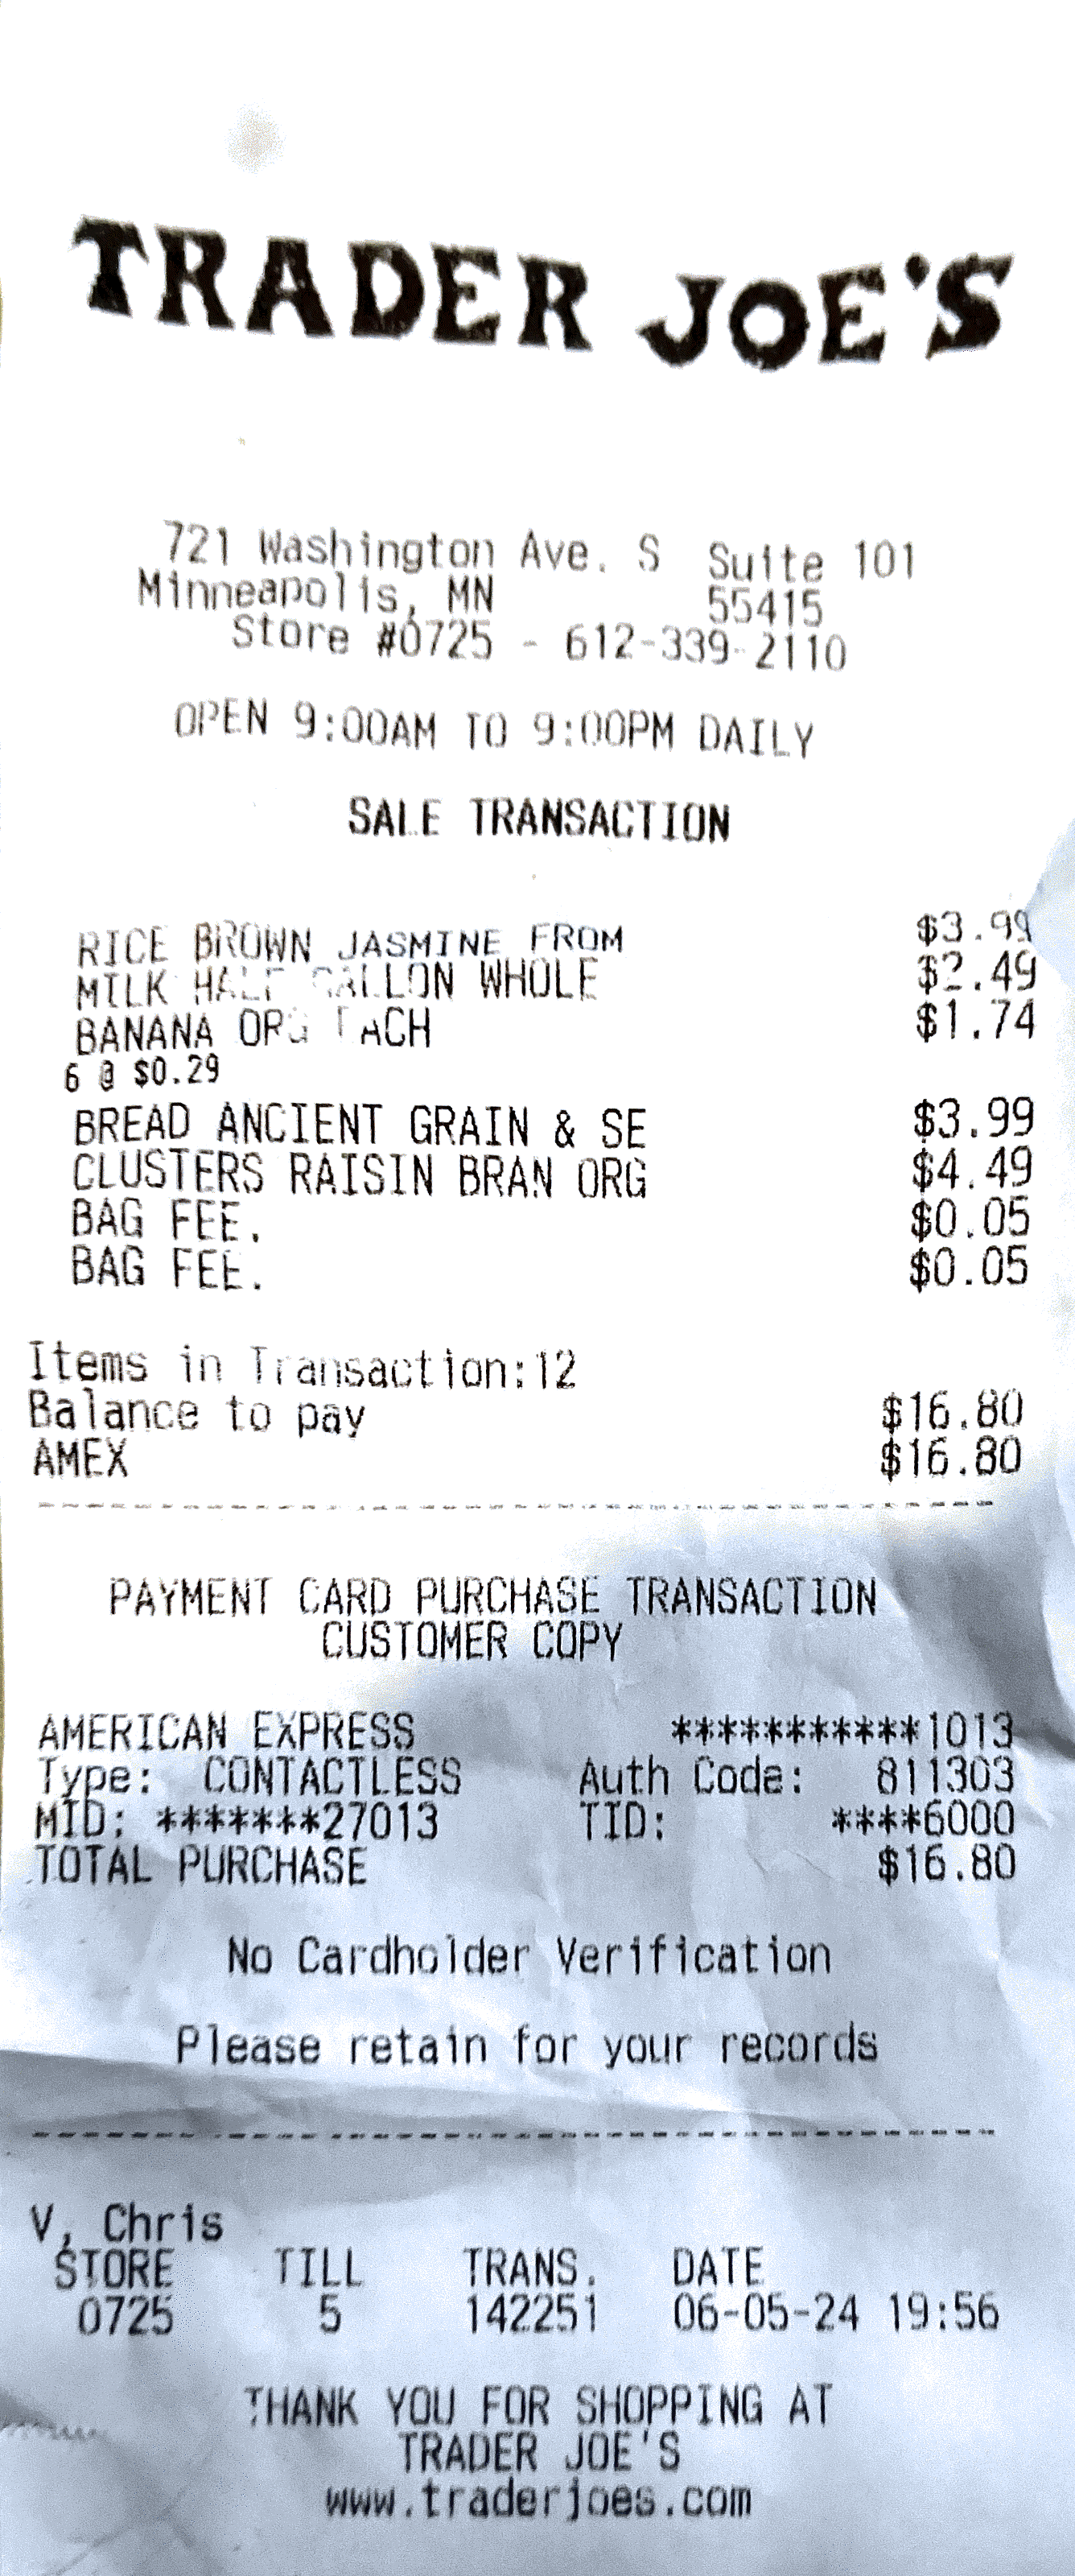 TRADER JOE'S
721 Washington Ave. S Suite 101
Minneapolis, MN 55415
Store #0725 - 612-339-2110
OPEN 9:00AM TO 9:00PM DAILY
SALE TRANSACTION
RICE BROWN JASMINE FROM $3.99
MILK HALF GALLON WHOLE $2.49
BANANA ORG EACH $1.74
6 @ $0.29
BREAD ANCIENT GRAIN & SE $3.99
CLUSTERS RAISIN BRAN ORG $4.49
BAG FEE. $0.05
BAG FEE. $0.05
Items in Transaction:12
Balance to pay $16.80
AMEX $16.80
PAYMENT CARD PURCHASE TRANSACTION
CUSTOMER COPY
AMERICAN EXPRESS ***********1013
Type: CONTACTLESS Auth Code: 811303
MID: *******27013 TID: ****6000
TOTAL PURCHASE $16.80
No Cardholder Verification
Please retain for your records
V, Chris
STORE TILL TRANS. DATE
0725 5 142251 06-05-24 19:56
THANK YOU FOR SHOPPING AT
TRADER JOE'S
www.traderjoes.com